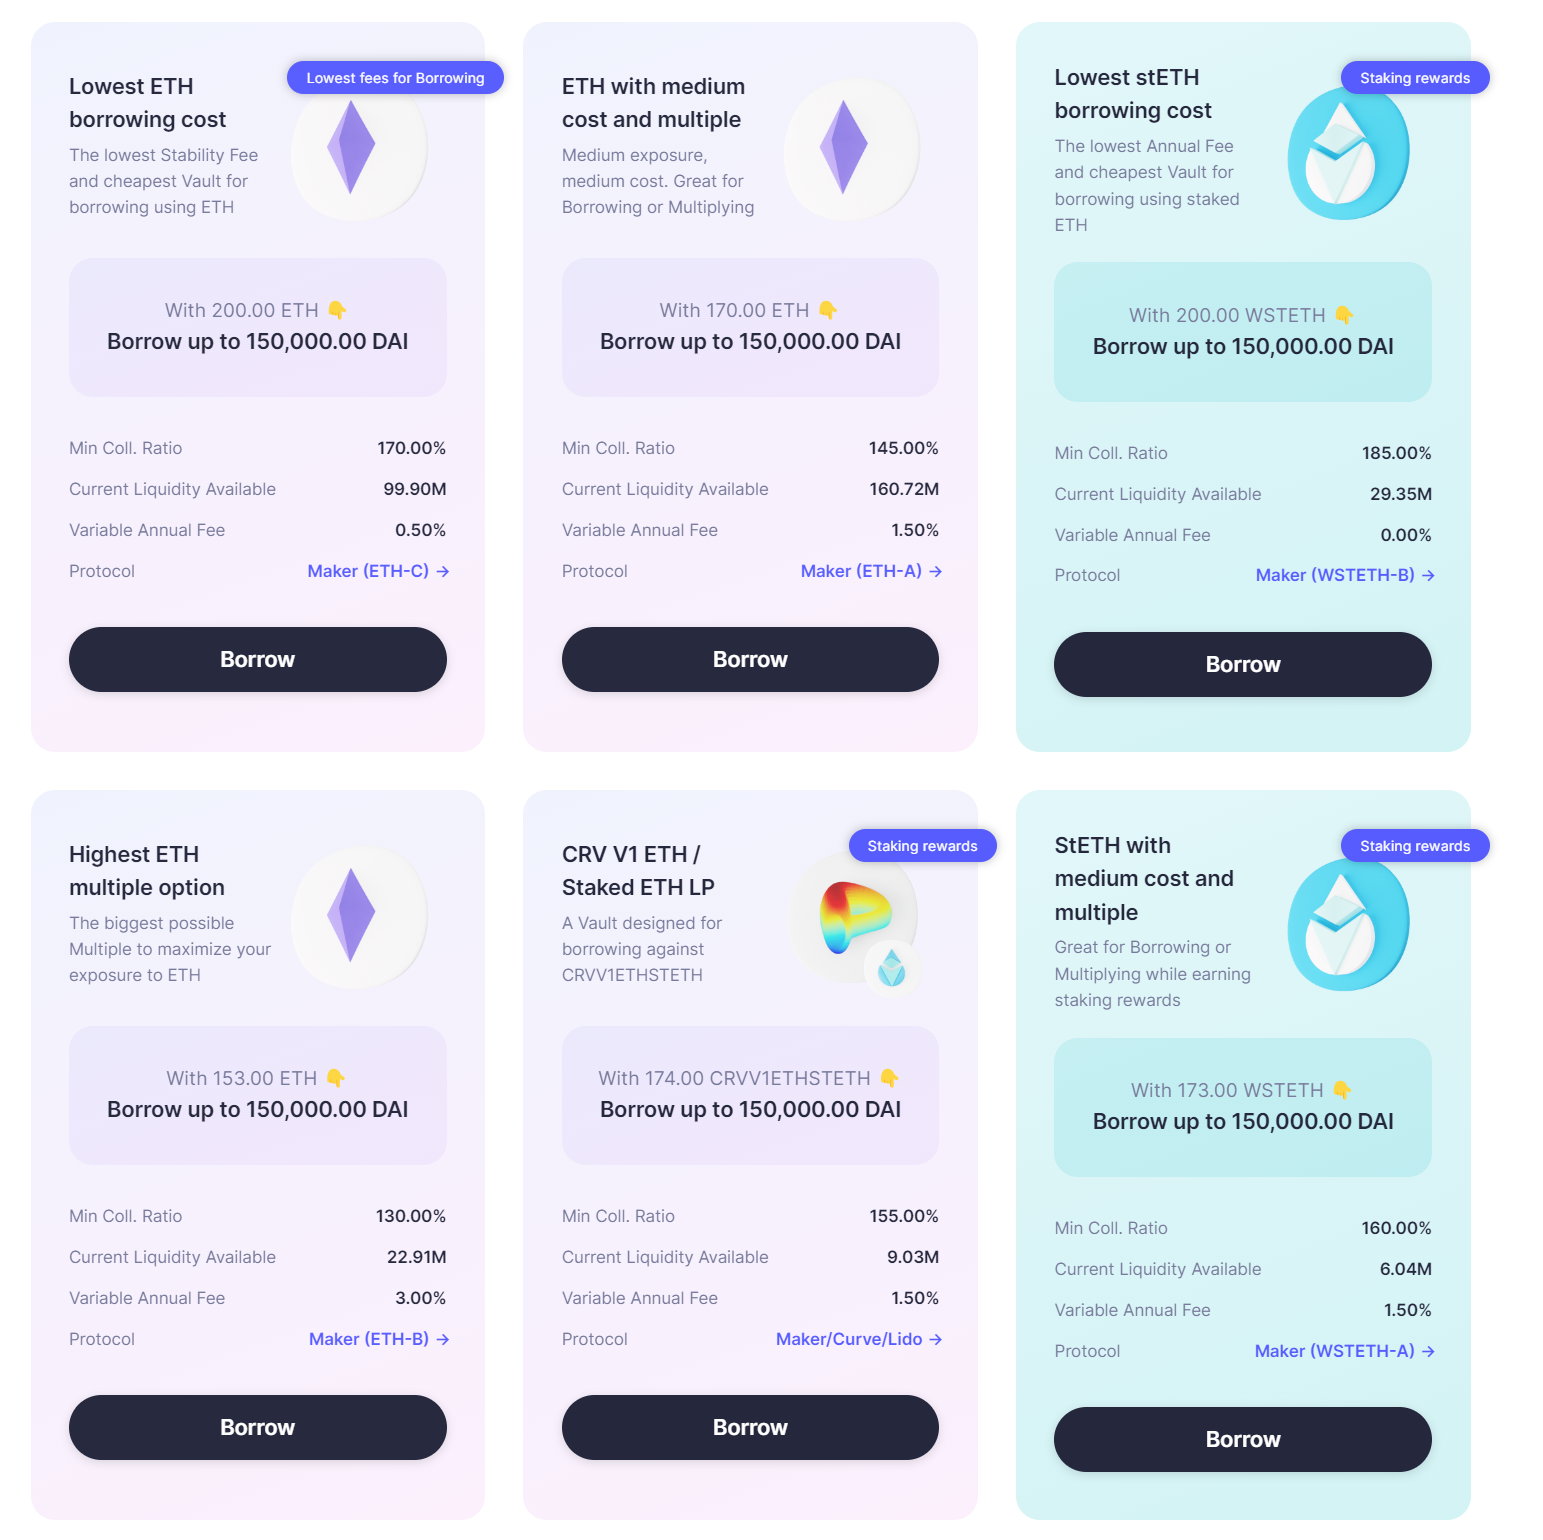 Lowest fees for Borrowing
Lowest ETH
borrowing cost
The lowest Stability Fee
and cheapest Vault for
borrowing using ETH
With 200.00 ETH 👇
Borrow up to 150,000.00 DAI
Min Coll. Ratio 170.00%
Current Liquidity Available 99.90M
Variable Annual Fee 0.50%
Protocol Maker (ETH-C) →
Borrow
ETH with medium
cost and multiple
Medium exposure,
medium cost. Great for
Borrowing or Multiplying
With 170.00 ETH 👇
Borrow up to 150,000.00 DAI
Min Coll. Ratio 145.00%
Current Liquidity Available 160.72M
Variable Annual Fee 1.50%
Protocol Maker (ETH-A) →
Borrow
Staking rewards
Lowest stETH
borrowing cost
The lowest Annual Fee
and cheapest Vault for
borrowing using staked
ETH
With 200.00 WSTETH 👇
Borrow up to 150,000.00 DAI
Min Coll. Ratio 185.00%
Current Liquidity Available 29.35M
Variable Annual Fee 0.00%
Protocol Maker (WSTETH-B) →
Borrow
Highest ETH
multiple option
The biggest possible
Multiple to maximize your
exposure to ETH
With 153.00 ETH 👇
Borrow up to 150,000.00 DAI
Min Coll. Ratio 130.00%
Current Liquidity Available 22.91M
Variable Annual Fee 3.00%
Protocol Maker (ETH-B) →
Borrow
Staking rewards
CRV V1 ETH /
Staked ETH LP
A Vault designed for
borrowing against
CRVV1ETHSTETH
With 174.00 CRVV1ETHSTETH 👇
Borrow up to 150,000.00 DAI
Min Coll. Ratio 155.00%
Current Liquidity Available 9.03M
Variable Annual Fee 1.50%
Protocol Maker/Curve/Lido →
Borrow
Staking rewards
StETH with
medium cost and
multiple
Great for Borrowing or
Multiplying while earning
staking rewards
With 173.00 WSTETH 👇
Borrow up to 150,000.00 DAI
Min Coll. Ratio 160.00%
Current Liquidity Available 6.04M
Variable Annual Fee 1.50%
Protocol Maker (WSTETH-A) →
Borrow